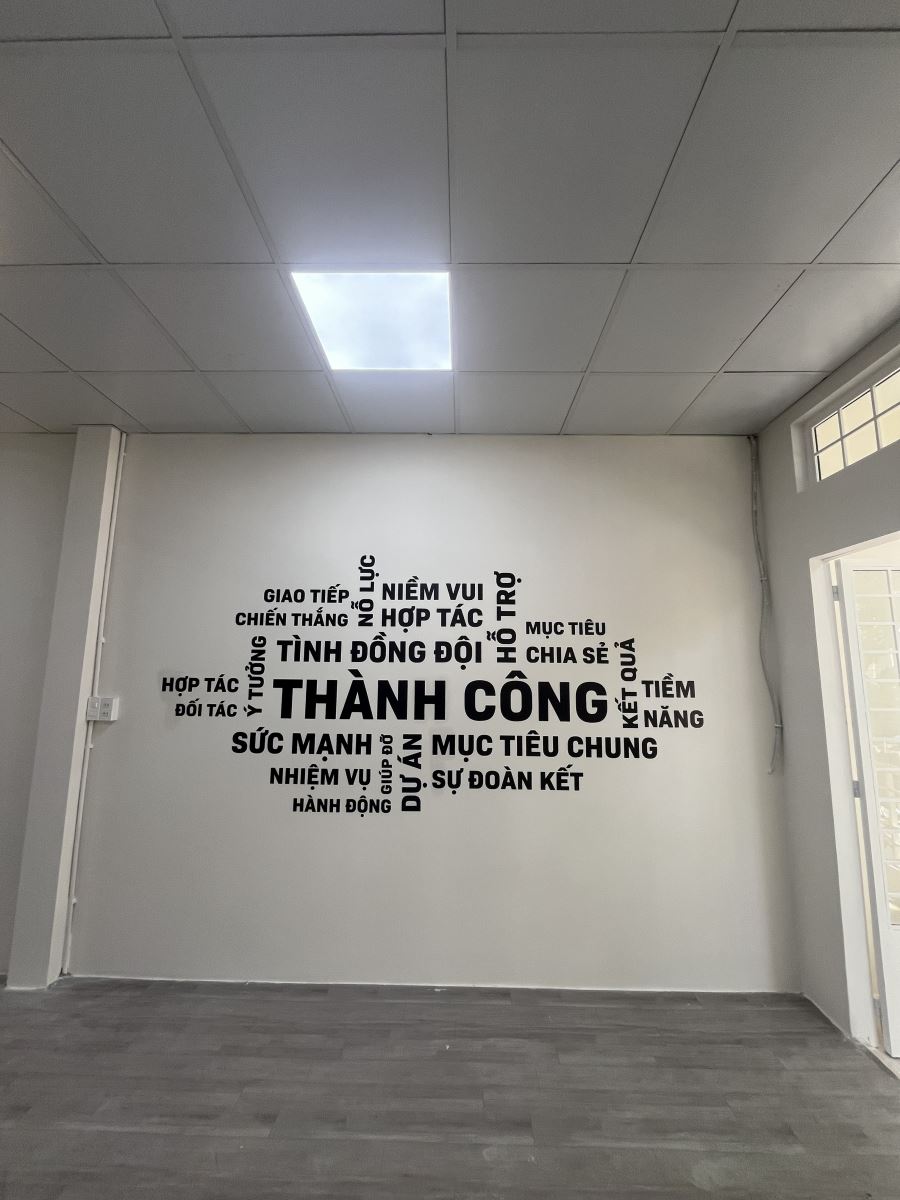 GIAO TIẾP
CHIẾN THẮNG
NỖ LỰC
NIỀM VUI
HỢP TÁC
HỖ TRỢ
MỤC TIÊU
CHIA SẺ
Ý TƯỞNG
TÌNH ĐỒNG ĐỘI
HỢP TÁC
ĐỐI TÁC
THÀNH CÔNG
KẾT QUẢ
TIỀM
NĂNG
SỨC MẠNH
GIÚP ĐỠ
DỰ ÁN
MỤC TIÊU CHUNG
NHIỆM VỤ
SỰ ĐOÀN KẾT
HÀNH ĐỘNG